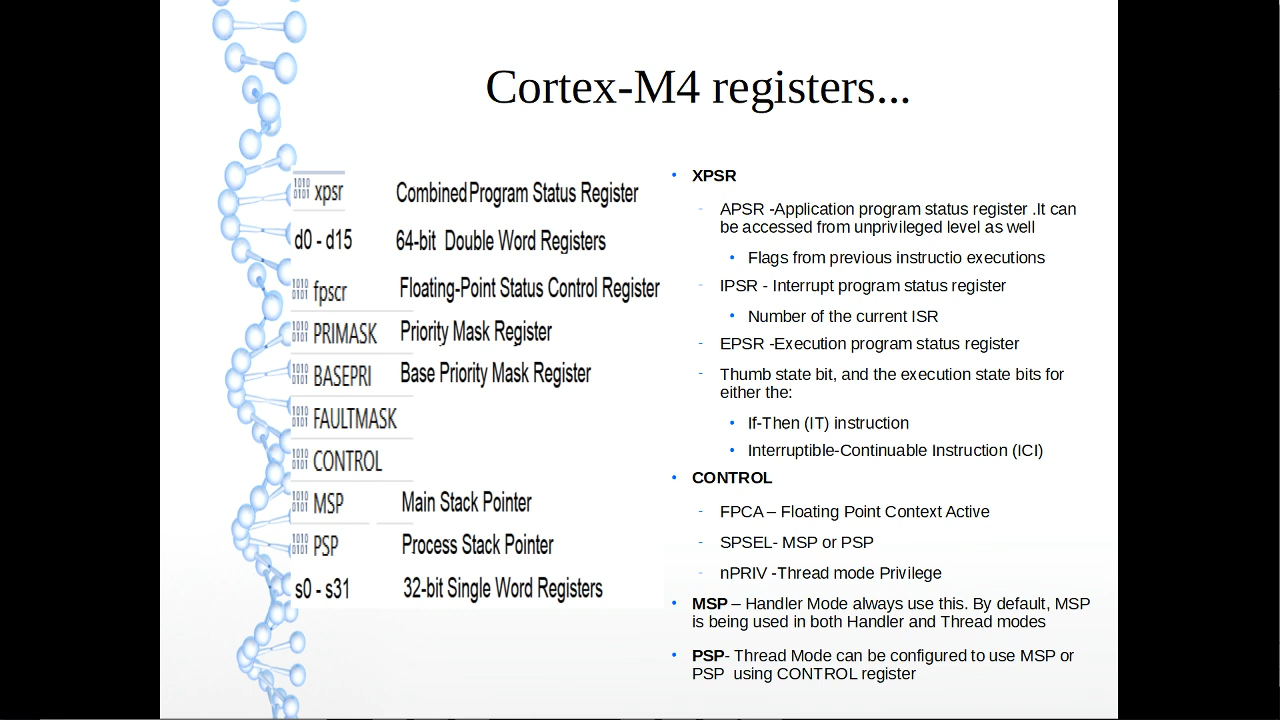 Cortex-M4 registers...
xpsr Combined Program Status Register
d0 - d15 64-bit Double Word Registers
fpscr Floating-Point Status Control Register
PRIMASK Priority Mask Register
BASEPRI Base Priority Mask Register
FAULTMASK
CONTROL
MSP Main Stack Pointer
PSP Process Stack Pointer
s0 - s31 32-bit Single Word Registers
• XPSR
- APSR -Application program status register .It can
be accessed from unprivileged level as well
• Flags from previous instructio executions
- IPSR - Interrupt program status register
• Number of the current ISR
- EPSR -Execution program status register
- Thumb state bit, and the execution state bits for
either the:
• If-Then (IT) instruction
• Interruptible-Continuable Instruction (ICI)
• CONTROL
- FPCA – Floating Point Context Active
- SPSEL- MSP or PSP
- nPRIV -Thread mode Privilege
• MSP – Handler Mode always use this. By default, MSP
is being used in both Handler and Thread modes
• PSP- Thread Mode can be configured to use MSP or
PSP using CONTROL register